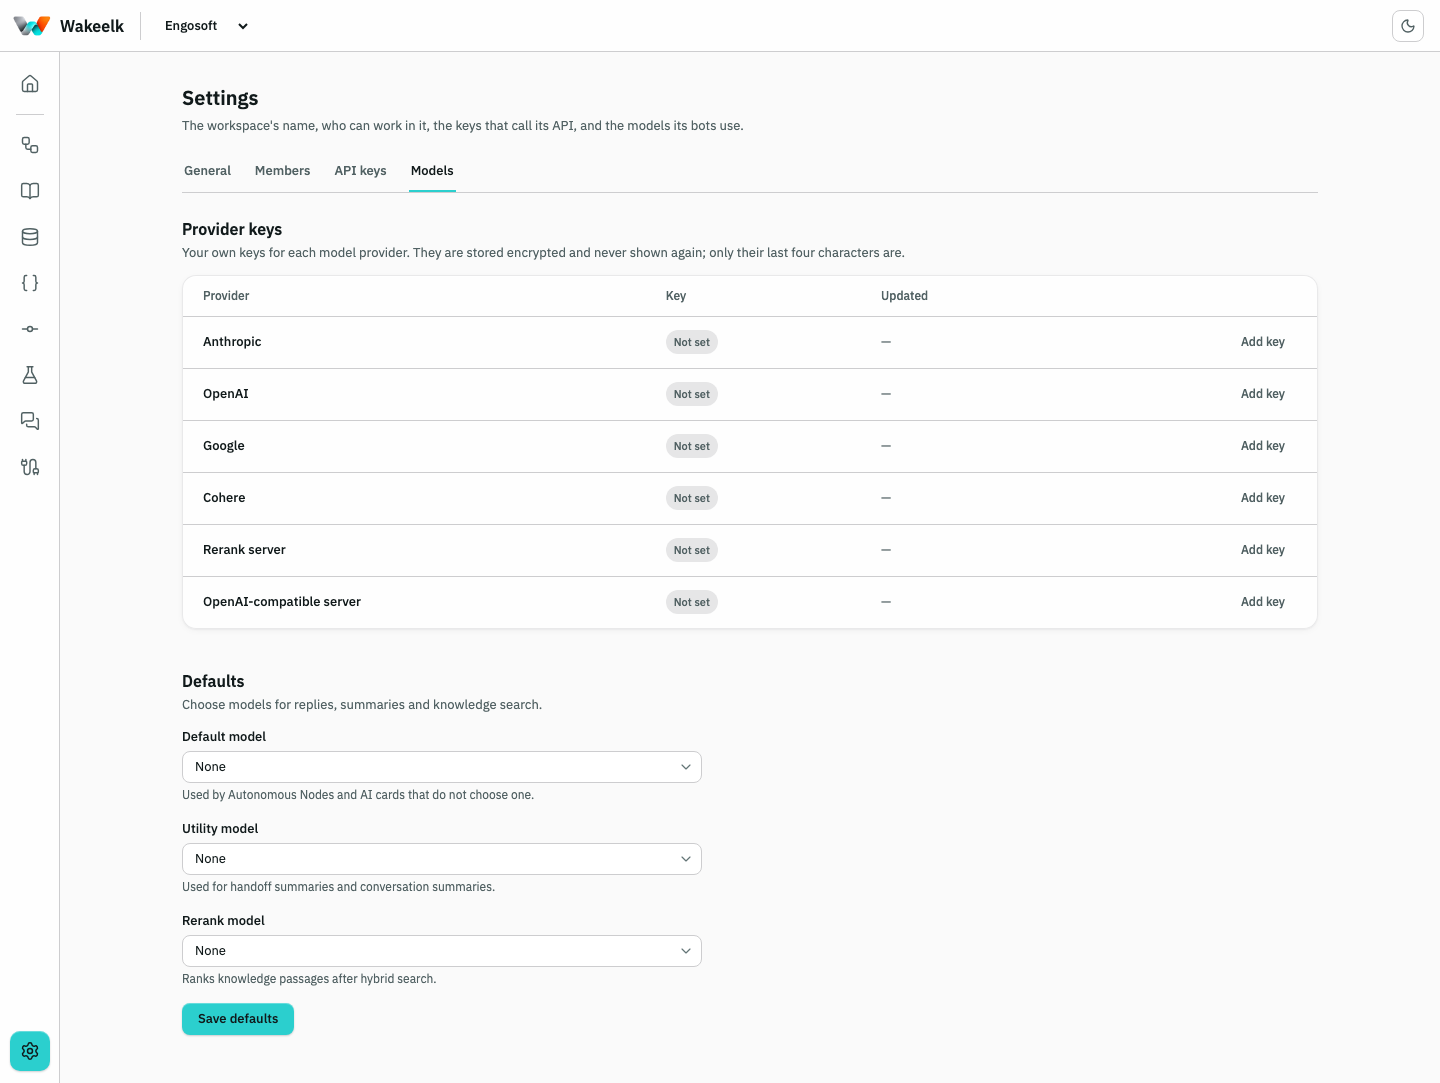 Wakeelk
Engosoft
Settings
The workspace's name, who can work in it, the keys that call its API, and the models its bots use.
General Members API keys Models
Provider keys
Your own keys for each model provider. They are stored encrypted and never shown again; only their last four characters are.
Provider Key Updated
Anthropic Not set — Add key
OpenAI Not set — Add key
Google Not set — Add key
Cohere Not set — Add key
Rerank server Not set — Add key
OpenAI-compatible server Not set — Add key
Defaults
Choose models for replies, summaries and knowledge search.
Default model
None
Used by Autonomous Nodes and AI cards that do not choose one.
Utility model
None
Used for handoff summaries and conversation summaries.
Rerank model
None
Ranks knowledge passages after hybrid search.
Save defaults